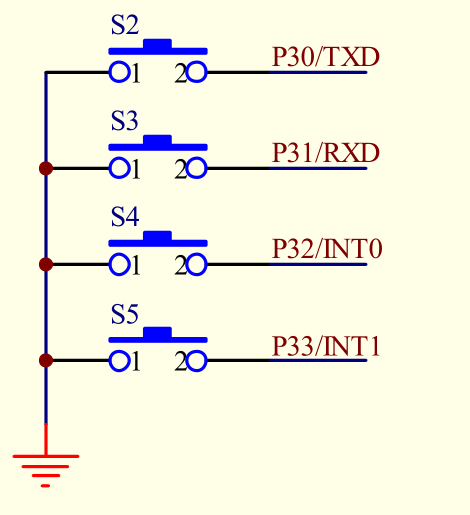 S2
1 2 P30/TXD
S3
1 2 P31/RXD
S4
1 2 P32/INT0
S5
1 2 P33/INT1